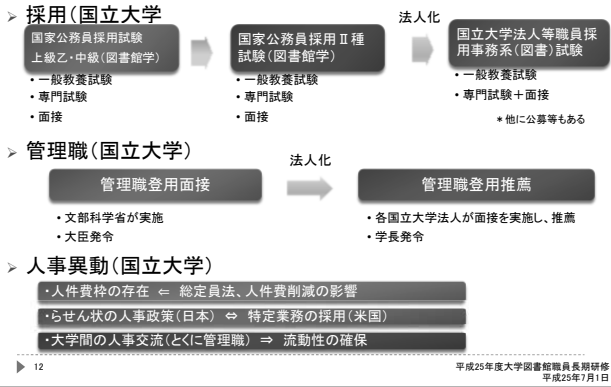 採用(国立大学
法人化
国家公務員採用試験
上級乙・中級(図書館学)
・一般教養試験
・専門試験
・面接
国家公務員採用Ⅱ種
試験(図書館学)
・一般教養試験
・専門試験
・面接
国立大学法人等職員採
用事務系(図書)試験
・一般教養試験
・専門試験+面接
*他に公募等もある
管理職(国立大学)
法人化
管理職登用面接
・文部科学省が実施
・大臣発令
管理職登用推薦
・各国立大学法人が面接を実施し、推薦
・学長発令
人事異動(国立大学)
・人件費枠の存在 ⇐ 総定員法、人件費削減の影響
・らせん状の人事政策(日本) ⇔ 特定業務の採用(米国)
・大学間の人事交流(とくに管理職) ⇒ 流動性の確保
12
平成25年度大学図書館職員長期研修
平成25年7月1日